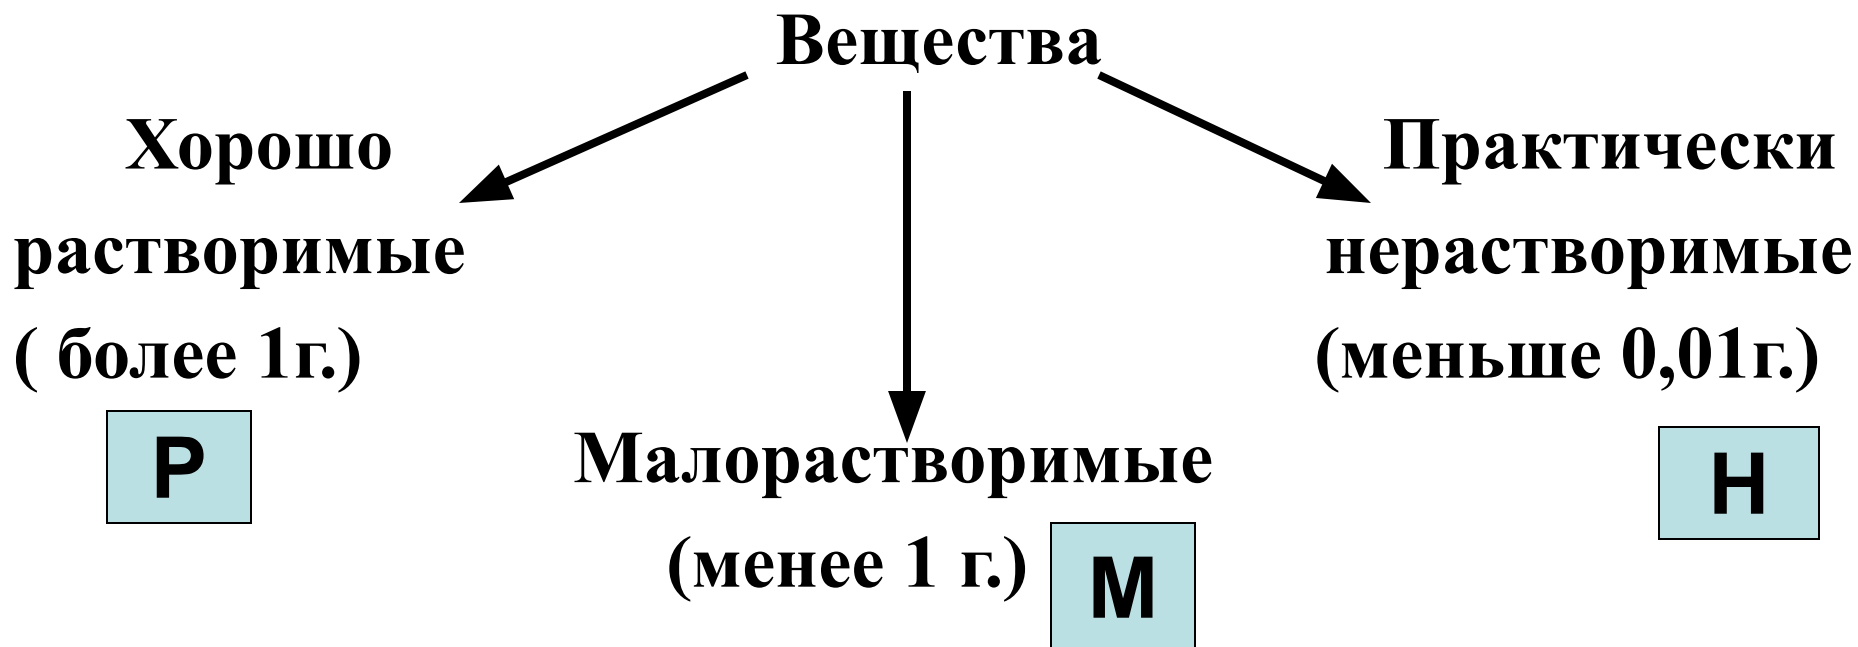 Вещества
Хорошо
растворимые
( более 1г.)
Р
Малорастворимые
(менее 1 г.)
М
Практически
нерастворимые
(меньше 0,01г.)
Н